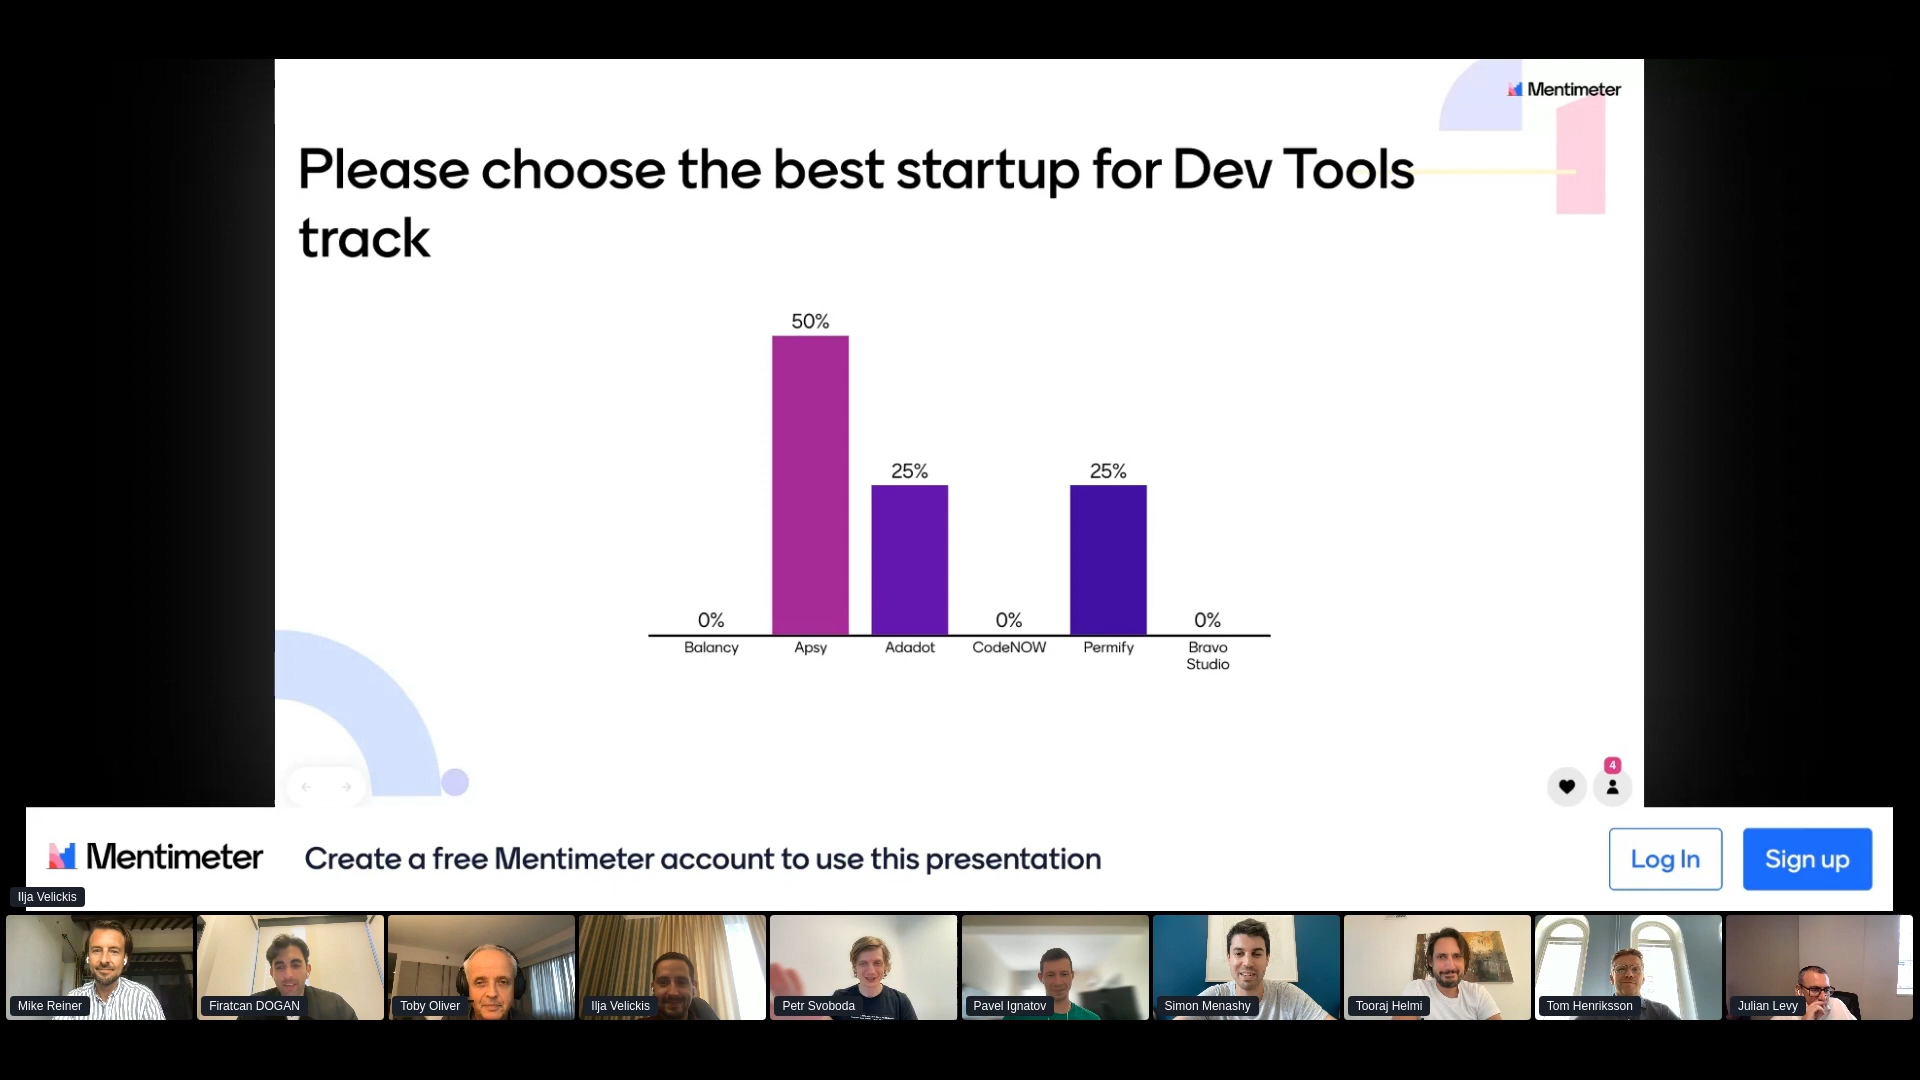 Mentimeter
Please choose the best startup for Dev Tools
track
50%
25%
25%
0%
0%
0%
Balancy
Apsy
Adadot
CodeNOW
Permify
Bravo
Studio
4
Mentimeter
Create a free Mentimeter account to use this presentation
Log In
Sign up
Ilja Velickis
Mike Reiner
Firatcan DOGAN
Toby Oliver
Ilja Velickis
Petr Svoboda
Pavel Ignatov
Simon Menashy
Tooraj Helmi
Tom Henriksson
Julian Levy